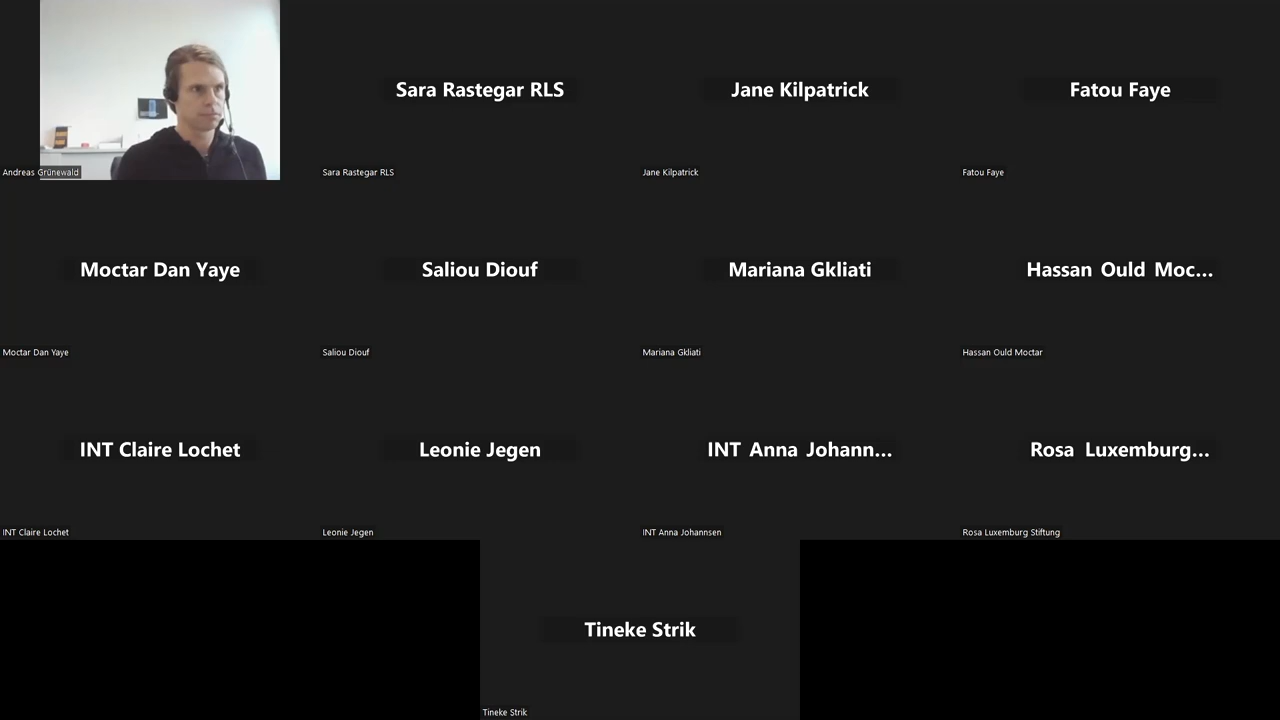 Sara Rastegar RLS
Jane Kilpatrick
Fatou Faye
Andreas Grünewald
Sara Rastegar RLS
Jane Kilpatrick
Fatou Faye
Moctar Dan Yaye
Saliou Diouf
Mariana Gkliati
Hassan Ould Moc...
Moctar Dan Yaye
Saliou Diouf
Mariana Gkliati
Hassan Ould Moctar
INT Claire Lochet
Leonie Jegen
INT Anna Johann...
Rosa Luxemburg...
INT Claire Lochet
Leonie Jegen
INT Anna Johannsen
Rosa Luxemburg Stiftung
Tineke Strik
Tineke Strik